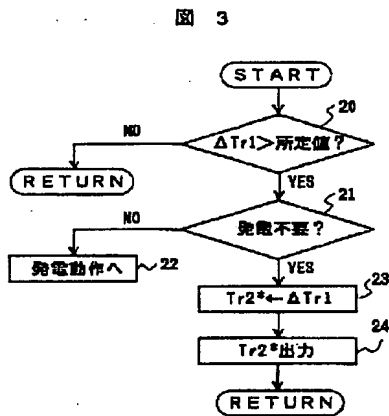 図 3
START
20
ΔTr1>所定値?
NO
YES
RETURN
21
発電不要?
NO
YES
発電動作へ
22
23
Tr2*←ΔTr1
24
Tr2*出力
RETURN